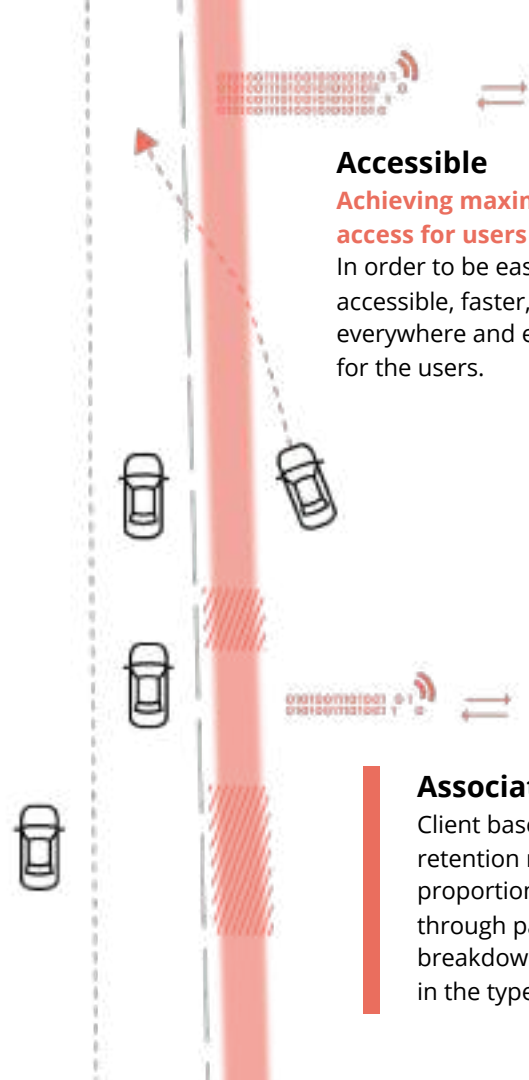 Accessible
Achieving maxim
access for users
In order to be eas
accessible, faster,
everywhere and e
for the users.
Associat
Client base
retention r
proportion
through pa
breakdow
in the type